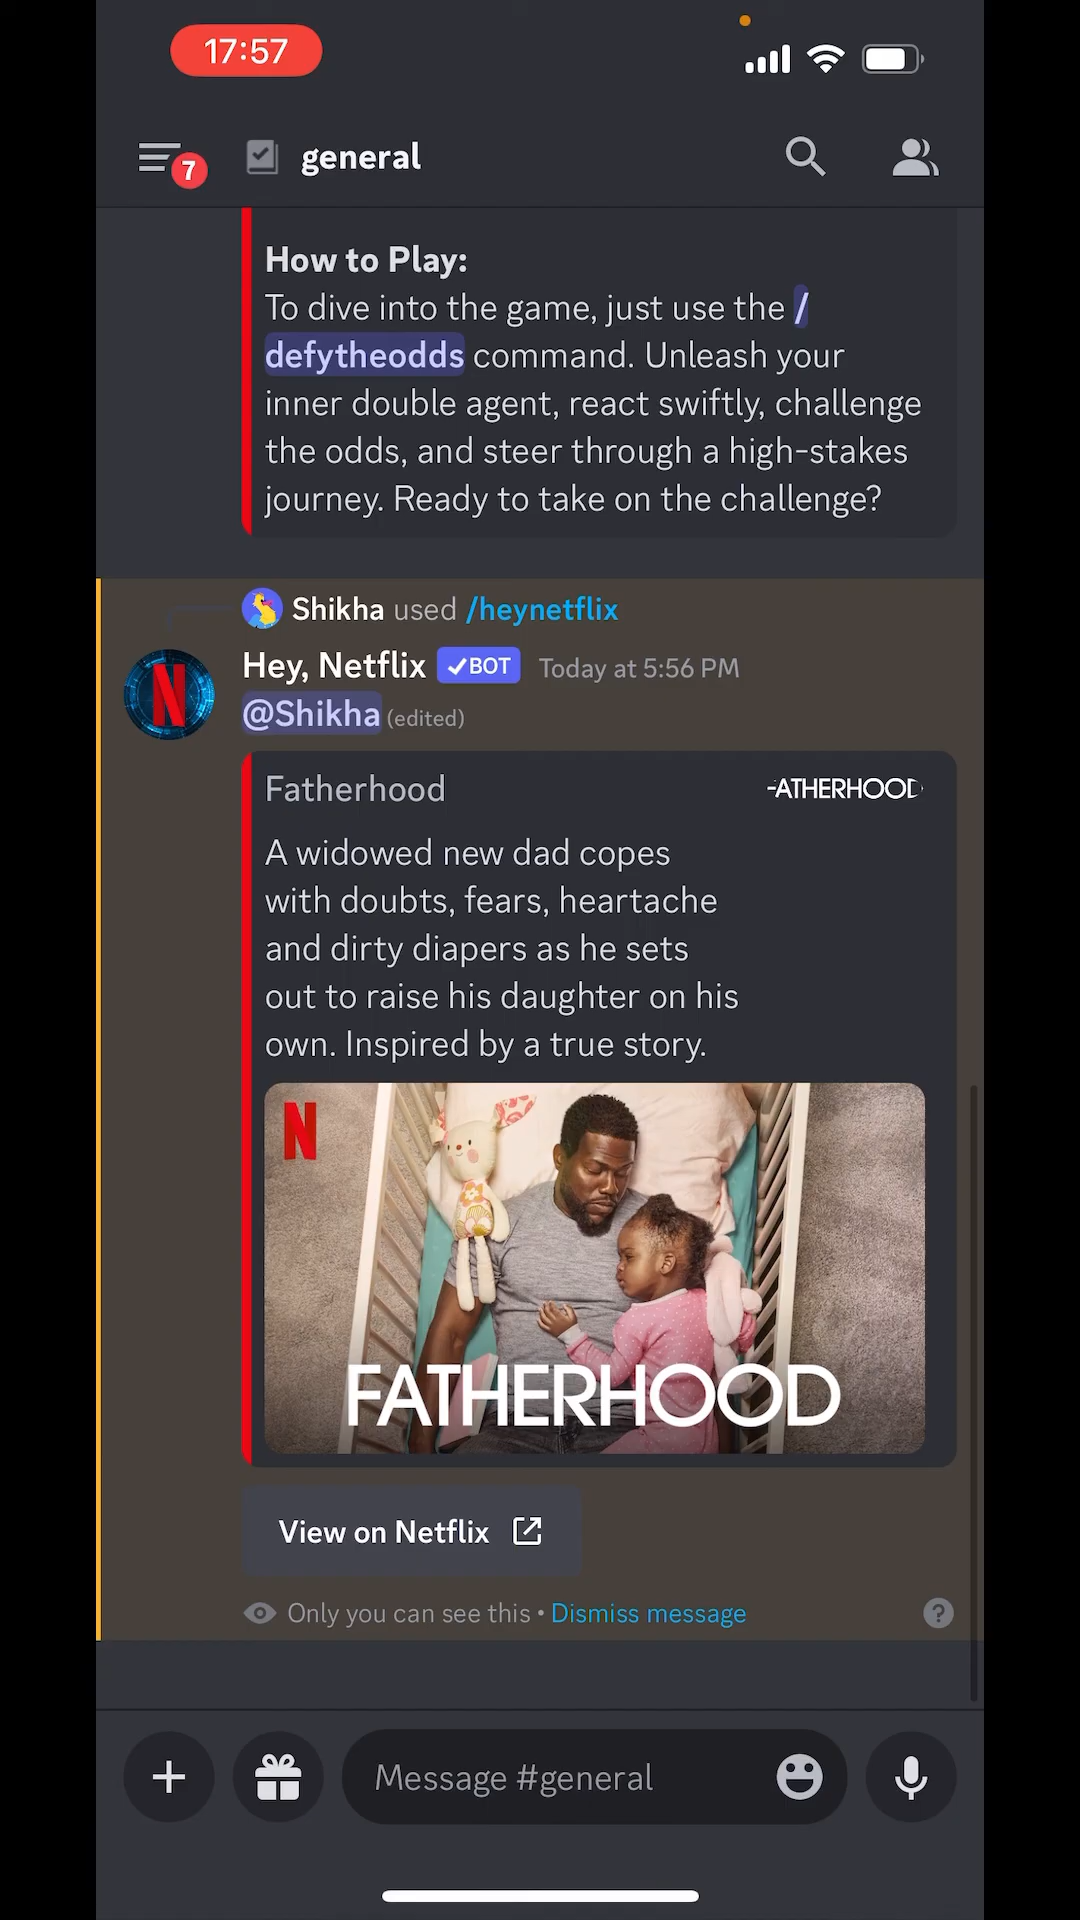 17:57
7
general
How to Play:
To dive into the game, just use the /
defytheodds command. Unleash your
inner double agent, react swiftly, challenge
the odds, and steer through a high-stakes
journey. Ready to take on the challenge?
Shikha used /heynetflix
Hey, Netflix ✓BOT Today at 5:56 PM
@Shikha (edited)
Fatherhood
ATHERHOOD
A widowed new dad copes
with doubts, fears, heartache
and dirty diapers as he sets
out to raise his daughter on his
own. Inspired by a true story.
N
FATHERHOOD
View on Netflix
Only you can see this • Dismiss message
?
Message #general